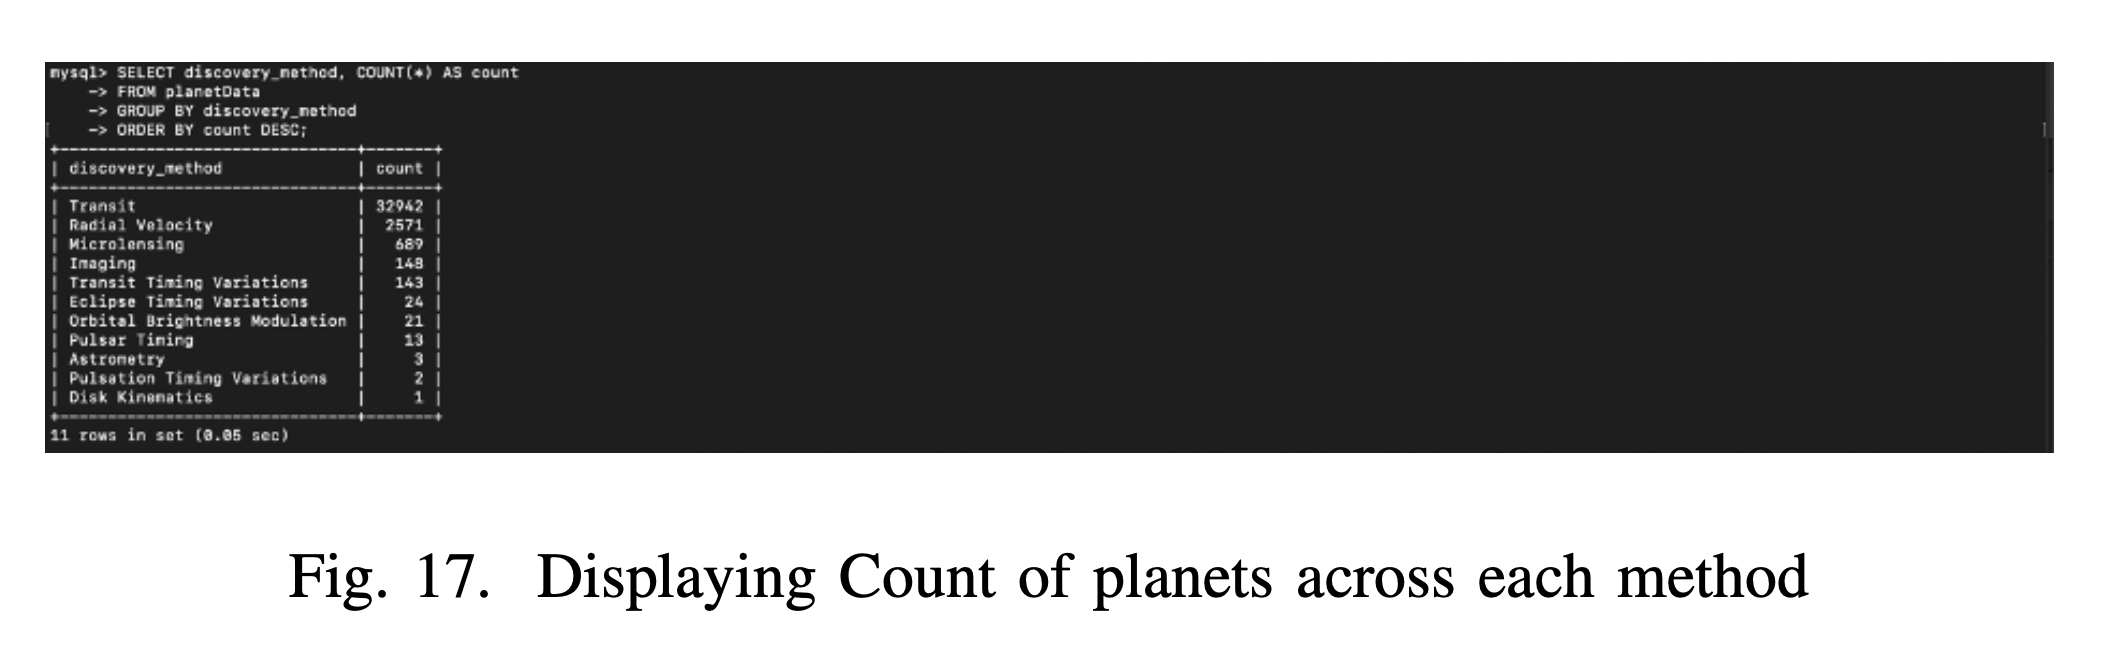 mysql> SELECT discovery_method, COUNT(*) AS count
    -> FROM planetData
    -> GROUP BY discovery_method
    -> ORDER BY count DESC;
+------------------------------+-------+
| discovery_method             | count |
+------------------------------+-------+
| Transit                      | 32942 |
| Radial Velocity              |  2571 |
| Microlensing                 |   689 |
| Imaging                      |   148 |
| Transit Timing Variations    |   143 |
| Eclipse Timing Variations    |    24 |
| Orbital Brightness Modulation |    21 |
| Pulsar Timing                |    13 |
| Astrometry                   |     3 |
| Pulsation Timing Variations  |     2 |
| Disk Kinematics              |     1 |
+------------------------------+-------+
11 rows in set (0.05 sec)
Fig. 17. Displaying Count of planets across each method